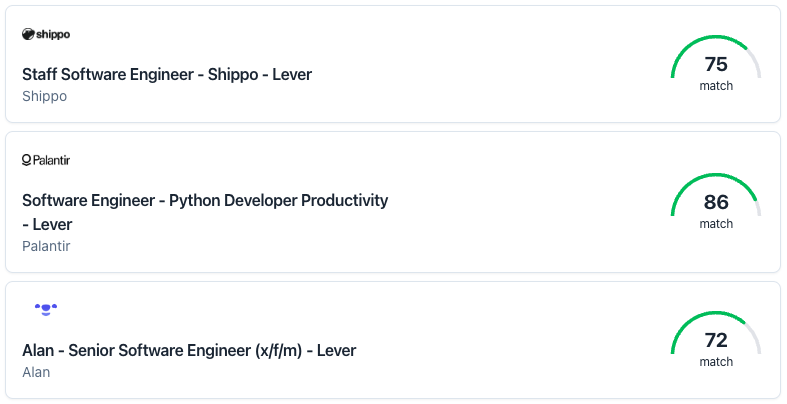 shippo
Staff Software Engineer - Shippo - Lever
Shippo
75
match
Palantir
Software Engineer - Python Developer Productivity
- Lever
Palantir
86
match
Alan - Senior Software Engineer (x/f/m) - Lever
Alan
72
match